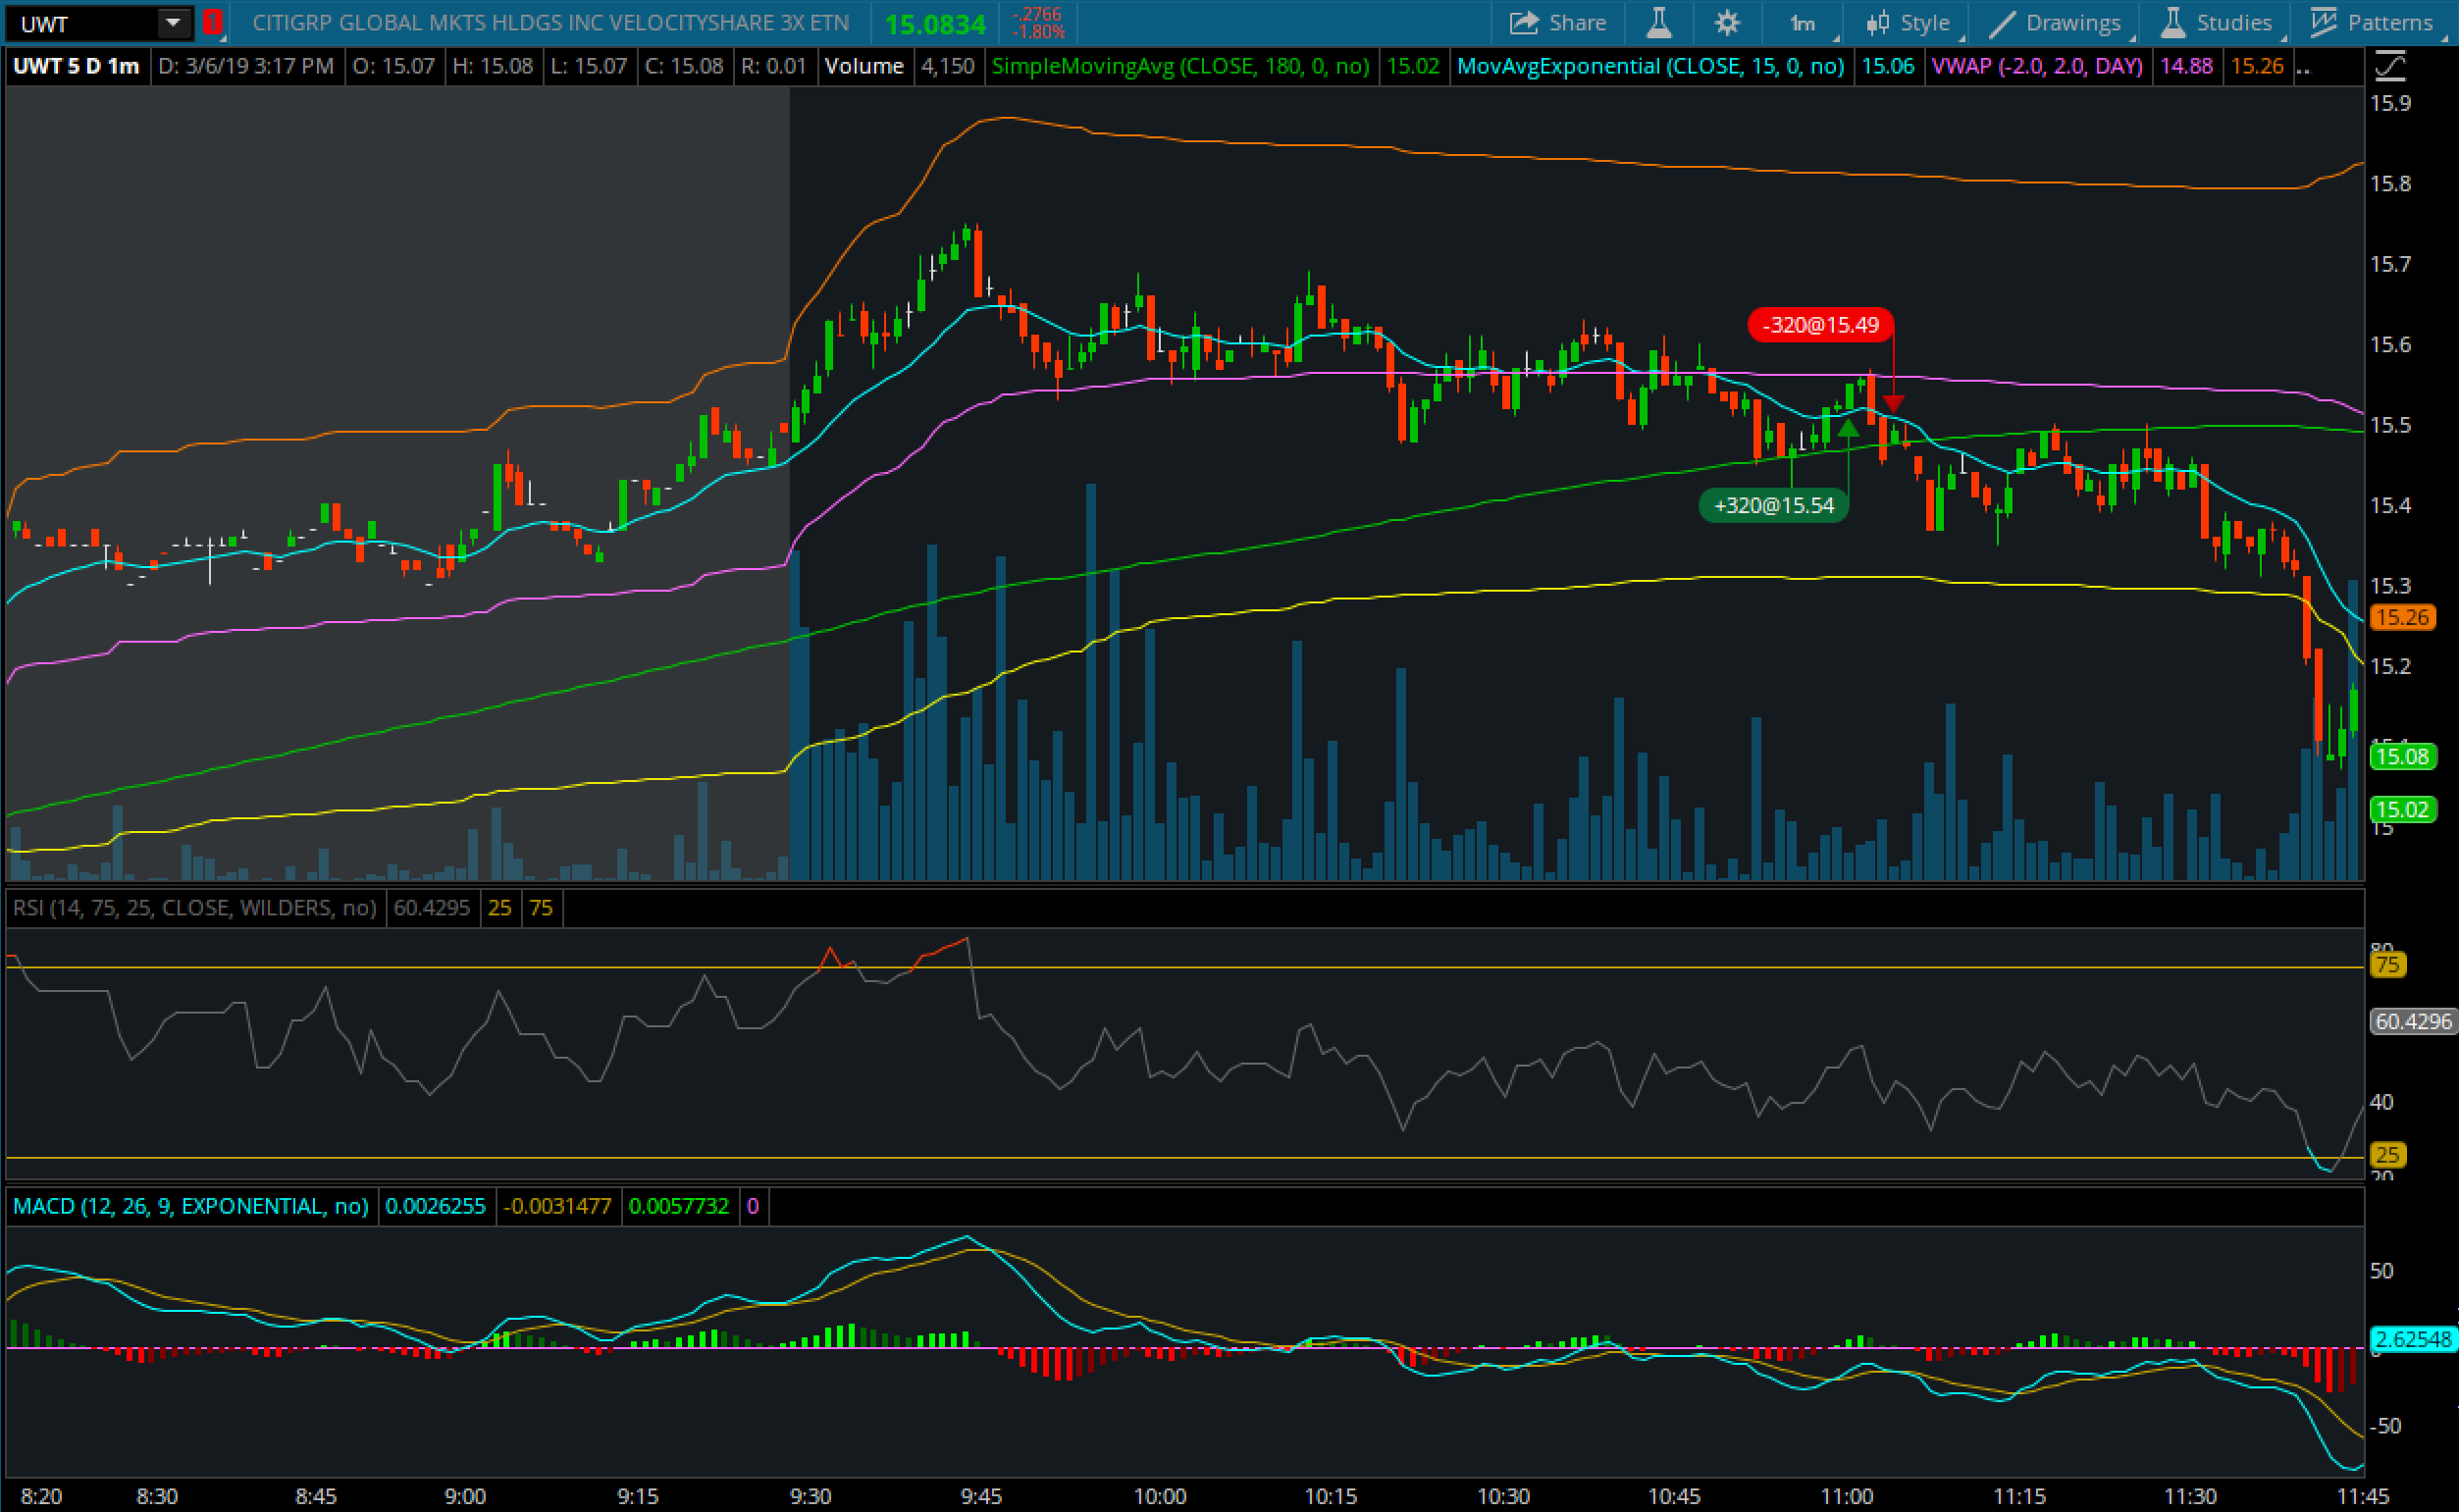 UWT
CITIGRP GLOBAL MKTS HLDGS INC VELOCITYSHARE 3X ETN
15.0834
-.2766
-1.80%
Share
1m
Style
Drawings
Studies
Patterns
UWT 5 D 1m D: 3/6/19 3:17 PM O: 15.07 H: 15.08 L: 15.07 C: 15.08 R: 0.01 Volume 4,150 SimpleMovingAvg (CLOSE, 180, 0, no) 15.02 MovAvgExponential (CLOSE, 15, 0, no) 15.06 VWAP (-2.0, 2.0, DAY) 14.88 15.26 ..
15.9
15.8
15.7
-320@15.49
15.6
15.5
+320@15.54
15.4
15.3
15.26
15.2
15.08
15.02
15
RSI (14, 75, 25, CLOSE, WILDERS, no) 60.4295 25 75
80
75
60.4296
40
25
20
MACD (12, 26, 9, EXPONENTIAL, no) 0.0026255 -0.0031477 0.0057732 0
50
2.62548
-50
8:20 8:30 8:45 9:00 9:15 9:30 9:45 10:00 10:15 10:30 10:45 11:00 11:15 11:30 11:45